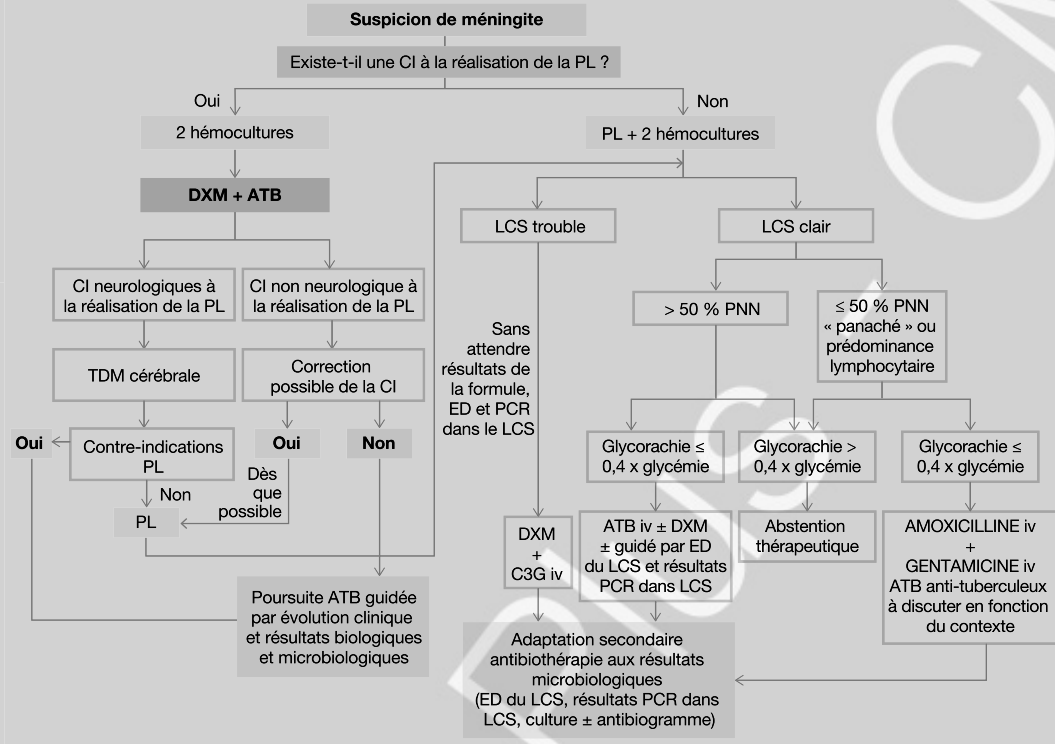 Suspicion de méningite
Existe-t-il une CI à la réalisation de la PL ?
Oui
Non
2 hémocultures
PL + 2 hémocultures
DXM + ATB
LCS trouble
LCS clair
CI neurologiques à
la réalisation de la PL
CI non neurologique à
la réalisation de la PL
> 50 % PNN
≤ 50 % PNN
« panaché » ou
prédominance
lymphocytaire
Sans
attendre
résultats de
la formule,
ED et PCR
dans le LCS
TDM cérébrale
Correction
possible de la CI
Oui
Contre-indications
PL
Oui
Non
Glycorachie ≤
0,4 x glycémie
Glycorachie >
0,4 x glycémie
Glycorachie ≤
0,4 x glycémie
Non
Dès
que
possible
PL
DXM
+
C3G iv
ATB iv ± DXM
± guidé par ED
du LCS et résultats
PCR dans LCS
Abstention
thérapeutique
AMOXICILLINE iv
+
GENTAMICINE iv
ATB anti-tuberculeux
à discuter en fonction
du contexte
Poursuite ATB guidée
par évolution clinique
et résultats biologiques
et microbiologiques
Adaptation secondaire
antibiothérapie aux résultats
microbiologiques
(ED du LCS, résultats PCR dans
LCS, culture ± antibiogramme)